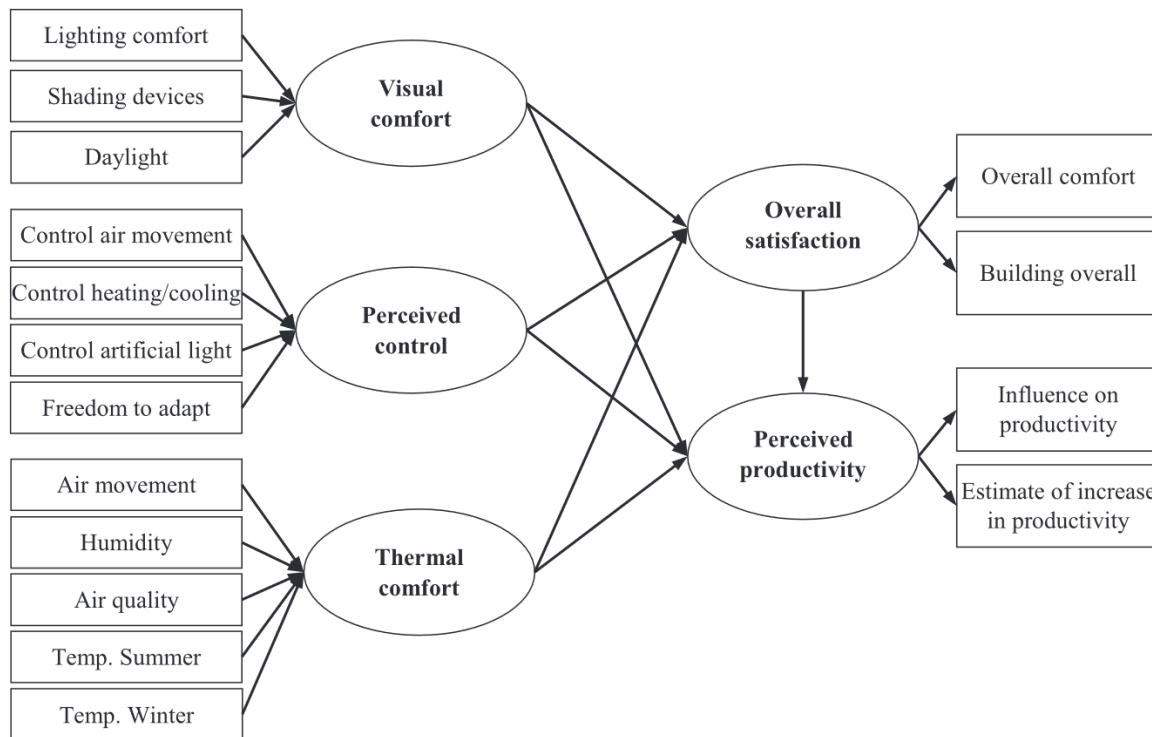 Lighting comfort
Shading devices
Daylight
Visual
comfort
Control air movement
Control heating/cooling
Control artificial light
Freedom to adapt
Perceived
control
Air movement
Humidity
Air quality
Temp. Summer
Temp. Winter
Thermal
comfort
Overall
satisfaction
Perceived
productivity
Overall comfort
Building overall
Influence on
productivity
Estimate of increase
in productivity